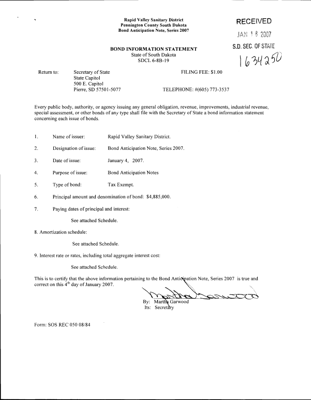 Rapid Valley Sanitary District
Pennington County South Dakota
Bond Anticipation Note, Series 2007
RECEIVED
JAN 18 2007
S.D. SEC OF STATE
1634250
BOND INFORMATION STATEMENT
State of South Dakota
SDCL 6-8B-19
Return to: Secretary of State FILING FEE: $1.00
State Capitol
500 E. Capitol
Pierre, SD 57501-5077 TELEPHONE: #(605) 773-3537
Every public body, authority, or agency issuing any general obligation, revenue, improvements, industrial revenue,
special assessment, or other bonds of any type shall file with the Secretary of State a bond information statement
concerning each issue of bonds.
1. Name of issuer: Rapid Valley Sanitary District.
2. Designation of issue: Bond Anticipation Note, Series 2007.
3. Date of issue: January 4, 2007.
4. Purpose of issue: Bond Anticipation Notes
5. Type of bond: Tax Exempt.
6. Principal amount and denomination of bond: $4,885,000.
7. Paying dates of principal and interest:
See attached Schedule.
8. Amortization schedule:
See attached Schedule.
9. Interest rate or rates, including total aggregate interest cost:
See attached Schedule.
This is to certify that the above information pertaining to the Bond Anticipation Note, Series 2007 is true and
correct on this 4th day of January 2007.
By: Martha Garwood
Its: Secretary
Form: SOS REC 050 08/84